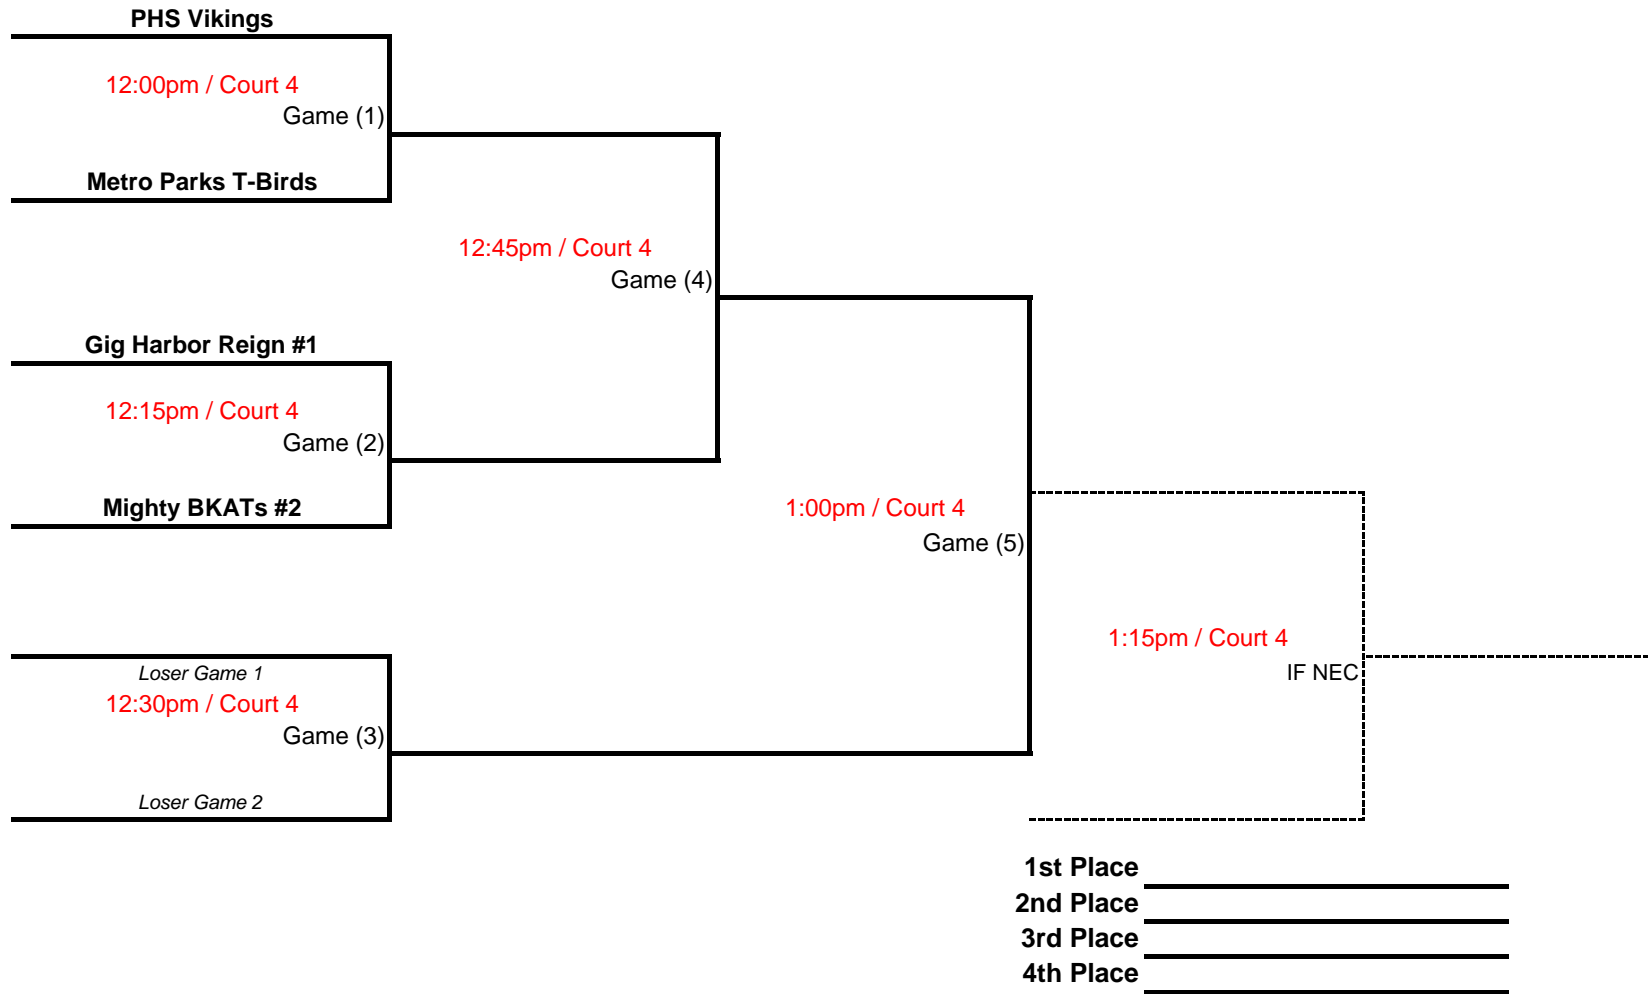 PHS Vikings
12:00pm / Court 4
Game (1)
Metro Parks T-Birds
12:45pm / Court 4
Game (4)
Gig Harbor Reign #1
12:15pm / Court 4
Game (2)
Mighty BKATs #2
1:00pm / Court 4
Game (5)
1:15pm / Court 4
IF NEC
Loser Game 1
12:30pm / Court 4
Game (3)
Loser Game 2
1st Place
2nd Place
3rd Place
4th Place